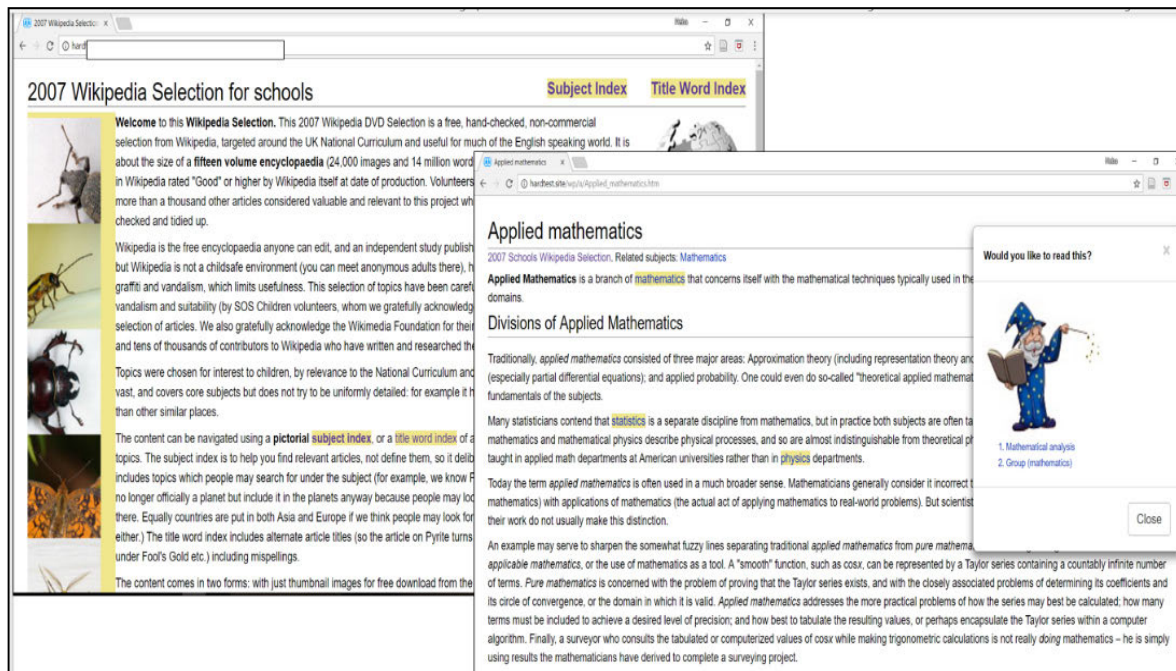 2007 Wikipedia Selection
hard
2007 Wikipedia Selection for schools
Subject Index
Title Word Index
Welcome to this Wikipedia Selection. This 2007 Wikipedia DVD Selection is a free, hand-checked, non-commercial
selection from Wikipedia, targeted around the UK National Curriculum and useful for much of the English speaking world. It is
about the size of a fifteen volume encyclopaedia (24,000 images and 14 million word
in Wikipedia rated "Good" or higher by Wikipedia itself at date of production. Volunteers
more than a thousand other articles considered valuable and relevant to this project wh
checked and tidied up.
Wikipedia is the free encyclopaedia anyone can edit, and an independent study publish
but Wikipedia is not a childsafe environment (you can meet anonymous adults there), h
graffiti and vandalism, which limits usefulness. This selection of topics have been carefu
vandalism and suitability (by SOS Children volunteers, whom we gratefully acknowledg
selection of articles. We also gratefully acknowledge the Wikimedia Foundation for their
and tens of thousands of contributors to Wikipedia who have written and researched the
Topics were chosen for interest to children, by relevance to the National Curriculum and
vast, and covers core subjects but does not try to be uniformly detailed: for example it h
than other similar places.
The content can be navigated using a pictorial subject index, or a title word index of a
topics. The subject index is to help you find relevant articles, not define them, so it delib
includes topics which people may search for under the subject (for example, we know P
no longer officially a planet but include it in the planets anyway because people may loo
there. Equally countries are put in both Asia and Europe if we think people may look for
either.) The title word index includes alternate article titles (so the article on Pyrite turns
under Fool's Gold etc.) including mispellings.
The content comes in two forms: with just thumbnail images for free download from the
Applied mathematics
hardtest.site/wp/a/Applied_mathematics.htm
Applied mathematics
2007 Schools Wikipedia Selection. Related subjects: Mathematics
Applied Mathematics is a branch of mathematics that concerns itself with the mathematical techniques typically used in the
domains.
Divisions of Applied Mathematics
Traditionally, applied mathematics consisted of three major areas: Approximation theory (including representation theory and
(especially partial differential equations); and applied probability. One could even do so-called "theoretical applied mathemat
fundamentals of the subjects.
Many statisticians contend that statistics is a separate discipline from mathematics, but in practice both subjects are often ta
mathematics and mathematical physics describe physical processes, and so are almost indistinguishable from theoretical ph
taught in applied math departments at American universities rather than in physics departments.
Today the term applied mathematics is often used in a much broader sense. Mathematicians generally consider it incorrect t
mathematics) with applications of mathematics (the actual act of applying mathematics to real-world problems). But scientist
their work do not usually make this distinction.
An example may serve to sharpen the somewhat fuzzy lines separating traditional applied mathematics from pure mathema
applicable mathematics, or the use of mathematics as a tool. A "smooth" function, such as cosx, can be represented by a Taylor series containing a countably infinite number
of terms. Pure mathematics is concerned with the problem of proving that the Taylor series exists, and with the closely associated problems of determining its coefficients and
its circle of convergence, or the domain in which it is valid. Applied mathematics addresses the more practical problems of how the series may best be calculated; how many
terms must be included to achieve a desired level of precision; and how best to tabulate the resulting values, or perhaps encapsulate the Taylor series within a computer
algorithm. Finally, a surveyor who consults the tabulated or computerized values of cosx while making trigonometric calculations is not really doing mathematics – he is simply
using results the mathematicians have derived to complete a surveying project.
Would you like to read this?
1. Mathematical analysis
2. Group (mathematics)
Close